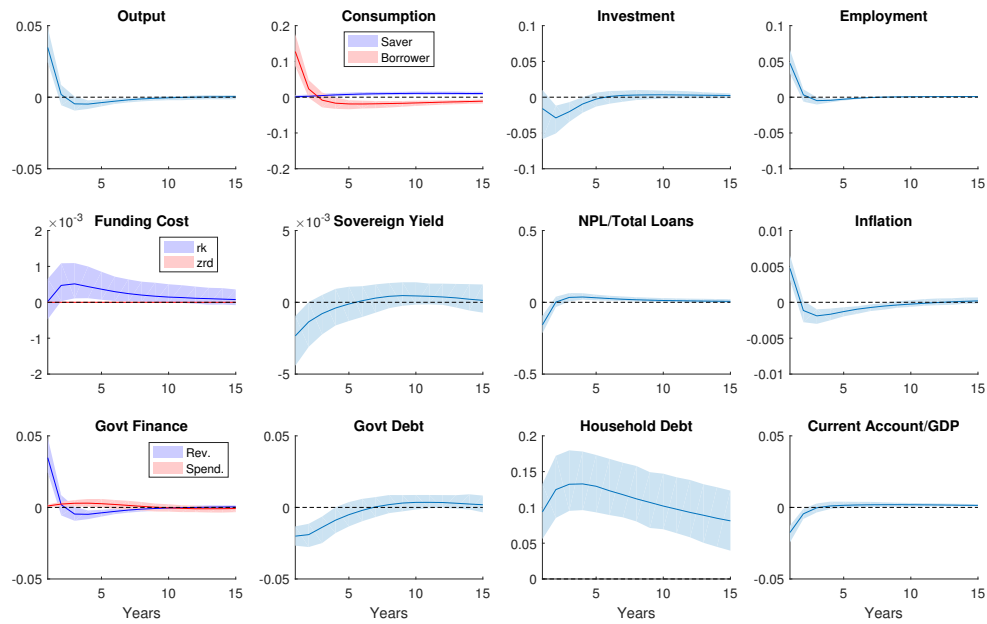 Output
0.05
0
-0.05
5 10 15
Consumption
0.2
0.1
0
-0.1
-0.2
Saver
Borrower
5 10 15
Investment
0.1
0.05
0
-0.05
-0.1
5 10 15
Employment
0.1
0.05
0
-0.05
-0.1
5 10 15
Funding Cost
×10⁻³
2
1
0
-1
-2
rk
zrd
5 10 15
Sovereign Yield
×10⁻³
5
0
-5
5 10 15
NPL/Total Loans
0.5
0
-0.5
5 10 15
Inflation
0.01
0.005
0
-0.005
-0.01
5 10 15
Govt Finance
0.05
0
-0.05
Rev.
Spend.
5 10 15
Years
Govt Debt
0.05
0
-0.05
5 10 15
Years
Household Debt
0.2
0.15
0.1
0.05
0
5 10 15
Years
Current Account/GDP
0.05
0
-0.05
5 10 15
Years